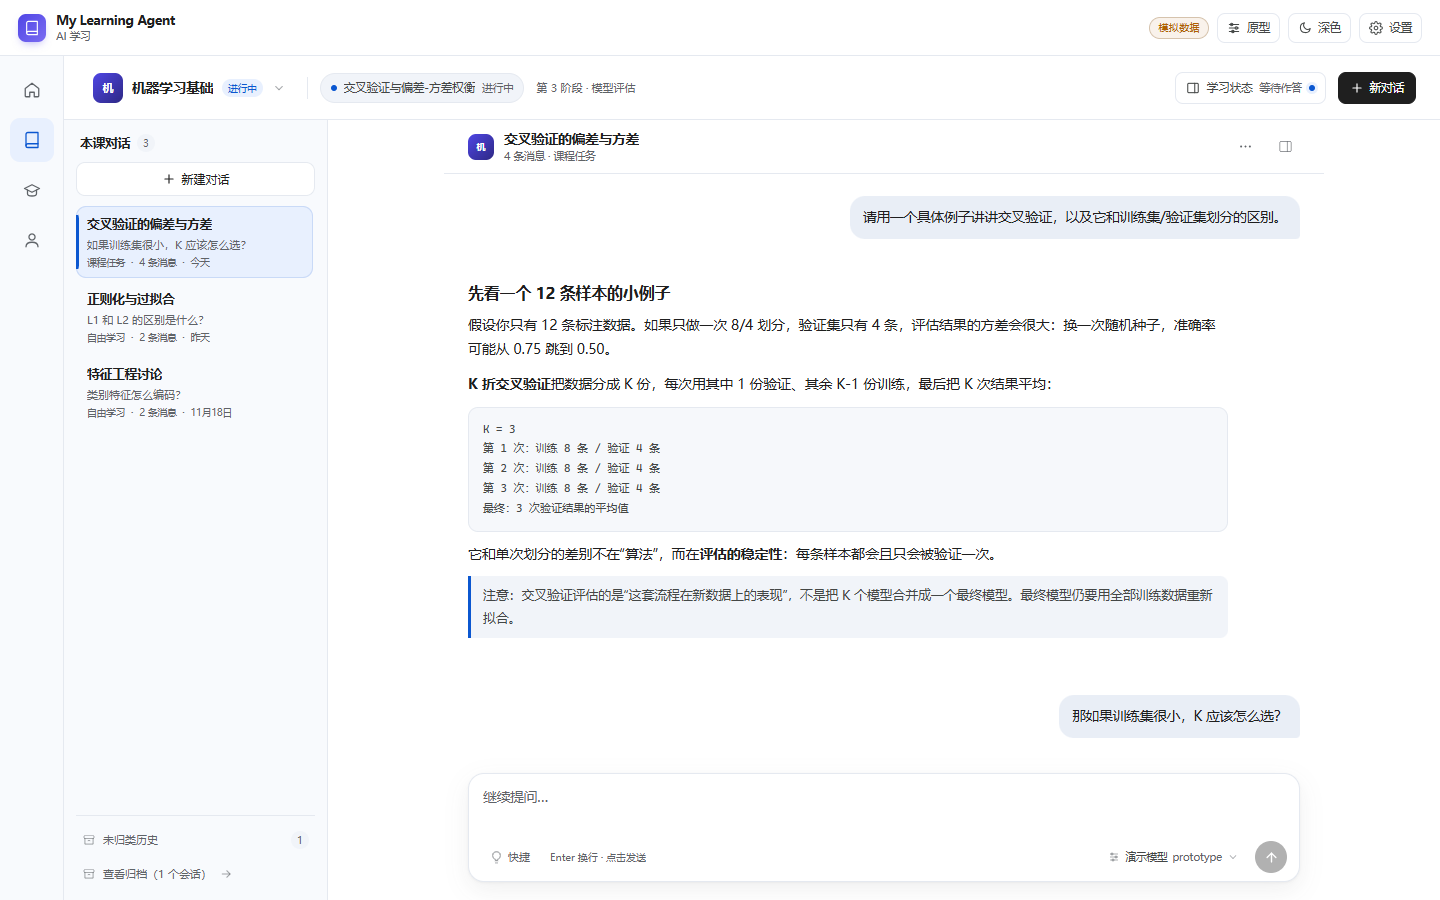 My Learning Agent
AI 学习
模拟数据
原型
深色
设置
机
机器学习基础
进行中
交叉验证与偏差-方差权衡 进行中
第 3 阶段 · 模型评估
学习状态 等待作答
新对话
本课对话 3
新建对话
交叉验证的偏差与方差
如果训练集很小，K 应该怎么选？
课程任务 · 4 条消息 · 今天
正则化与过拟合
L1 和 L2 的区别是什么？
自由学习 · 2 条消息 · 昨天
特征工程讨论
类别特征怎么编码？
自由学习 · 2 条消息 · 11月18日
未归类历史 1
查看归档（1 个会话）
机
交叉验证的偏差与方差
4 条消息 · 课程任务
请用一个具体例子讲讲交叉验证，以及它和训练集/验证集划分的区别。
先看一个 12 条样本的小例子
假设你只有 12 条标注数据。如果只做一次 8/4 划分，验证集只有 4 条，评估结果的方差会很大：换一次随机种子，准确率
可能从 0.75 跳到 0.50。
K 折交叉验证把数据分成 K 份，每次用其中 1 份验证、其余 K-1 份训练，最后把 K 次结果平均：
K = 3
第 1 次：训练 8 条 / 验证 4 条
第 2 次：训练 8 条 / 验证 4 条
第 3 次：训练 8 条 / 验证 4 条
最终：3 次验证结果的平均值
它和单次划分的差别不在“算法”，而在评估的稳定性：每条样本都会且只会被验证一次。
注意：交叉验证评估的是“这套流程在新数据上的表现”，不是把 K 个模型合并成一个最终模型。最终模型仍要用全部训练数据重新
拟合。
那如果训练集很小，K 应该怎么选？
继续提问...
快捷
Enter 换行 · 点击发送
演示模型 prototype